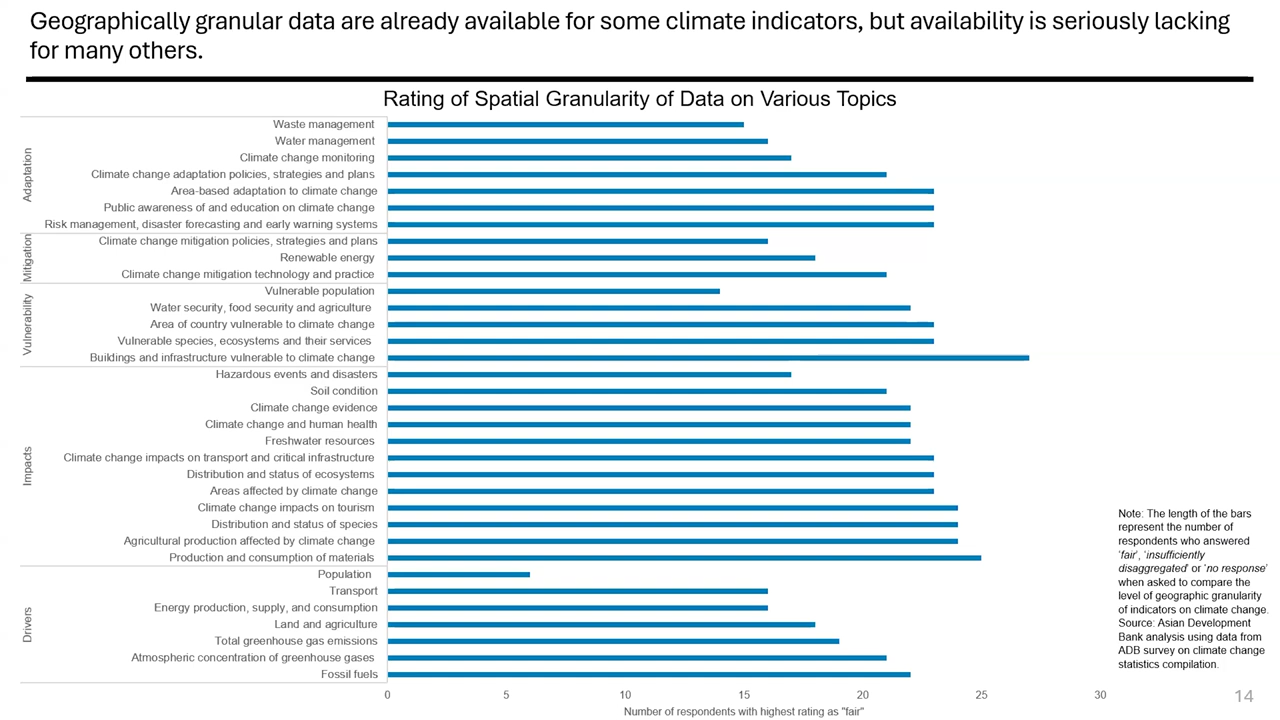 Geographically granular data are already available for some climate indicators, but availability is seriously lacking
for many others.
Rating of Spatial Granularity of Data on Various Topics
Adaptation
Waste management
Water management
Climate change monitoring
Climate change adaptation policies, strategies and plans
Area-based adaptation to climate change
Public awareness of and education on climate change
Risk management, disaster forecasting and early warning systems
Mitigation
Climate change mitigation policies, strategies and plans
Renewable energy
Climate change mitigation technology and practice
Vulnerability
Vulnerable population
Water security, food security and agriculture
Area of country vulnerable to climate change
Vulnerable species, ecosystems and their services
Buildings and infrastructure vulnerable to climate change
Impacts
Hazardous events and disasters
Soil condition
Climate change evidence
Climate change and human health
Freshwater resources
Climate change impacts on transport and critical infrastructure
Distribution and status of ecosystems
Areas affected by climate change
Climate change impacts on tourism
Distribution and status of species
Agricultural production affected by climate change
Production and consumption of materials
Drivers
Population
Transport
Energy production, supply, and consumption
Land and agriculture
Total greenhouse gas emissions
Atmospheric concentration of greenhouse gases
Fossil fuels
0 5 10 15 20 25 30
Number of respondents with highest rating as "fair"
Note: The length of the bars
represent the number of
respondents who answered
'fair', 'insufficiently
disaggregated' or 'no response'
when asked to compare the
level of geographic granularity
of indicators on climate change.
Source: Asian Development
Bank analysis using data from
ADB survey on climate change
statistics compilation.
14